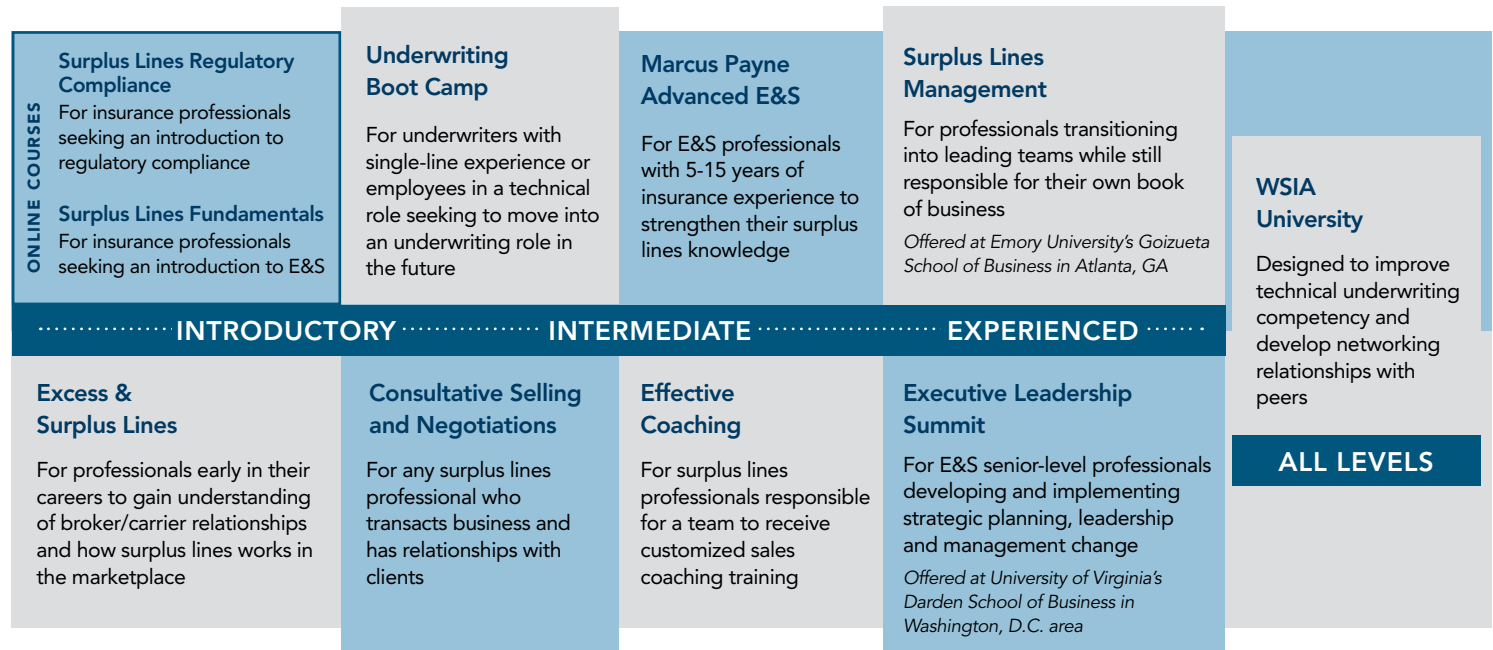 ONLINE COURSES
Surplus Lines Regulatory
Compliance
For insurance professionals
seeking an introduction to
regulatory compliance
Surplus Lines Fundamentals
For insurance professionals
seeking an introduction to E&S
Underwriting
Boot Camp
For underwriters with
single-line experience or
employees in a technical
role seeking to move into
an underwriting role in
the future
Marcus Payne
Advanced E&S
For E&S professionals
with 5-15 years of
insurance experience to
strengthen their surplus
lines knowledge
Surplus Lines
Management
For professionals transitioning
into leading teams while still
responsible for their own book
of business
Offered at Emory University's Goizueta
School of Business in Atlanta, GA
INTRODUCTORY
INTERMEDIATE
EXPERIENCED
Excess &
Surplus Lines
For professionals early in their
careers to gain understanding
of broker/carrier relationships
and how surplus lines works in
the marketplace
Consultative Selling
and Negotiations
For any surplus lines
professional who
transacts business and
has relationships with
clients
Effective
Coaching
For surplus lines
professionals responsible
for a team to receive
customized sales
coaching training
Executive Leadership
Summit
For E&S senior-level professionals
developing and implementing
strategic planning, leadership
and management change
Offered at University of Virginia's
Darden School of Business in
Washington, D.C. area
WSIA
University
Designed to improve
technical underwriting
competency and
develop networking
relationships with
peers
ALL LEVELS